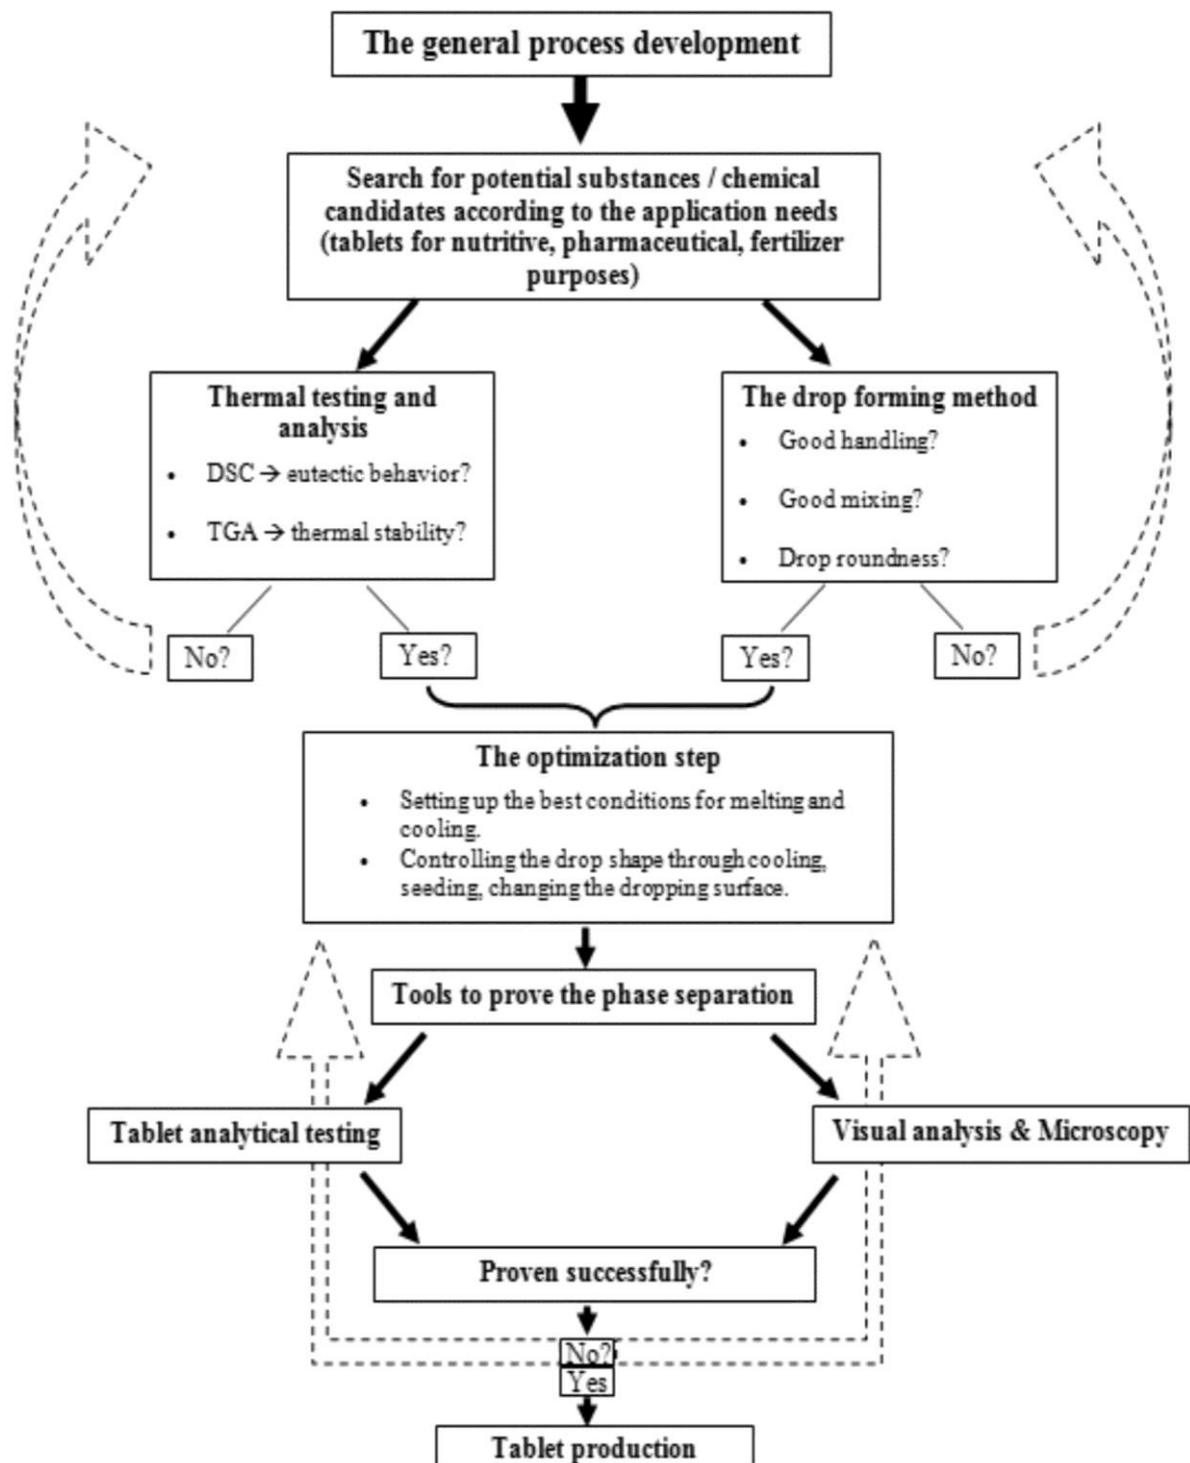 The general process development
Search for potential substances / chemical
candidates according to the application needs
(tablets for nutritive, pharmaceutical, fertilizer
purposes)
Thermal testing and
analysis
• DSC → eutectic behavior?
• TGA → thermal stability?
The drop forming method
• Good handling?
• Good mixing?
• Drop roundness?
No?
Yes?
Yes?
No?
The optimization step
• Setting up the best conditions for melting and
cooling.
• Controlling the drop shape through cooling,
seeding, changing the dropping surface.
Tools to prove the phase separation
Tablet analytical testing
Visual analysis & Microscopy
Proven successfully?
No?
Yes
Tablet production